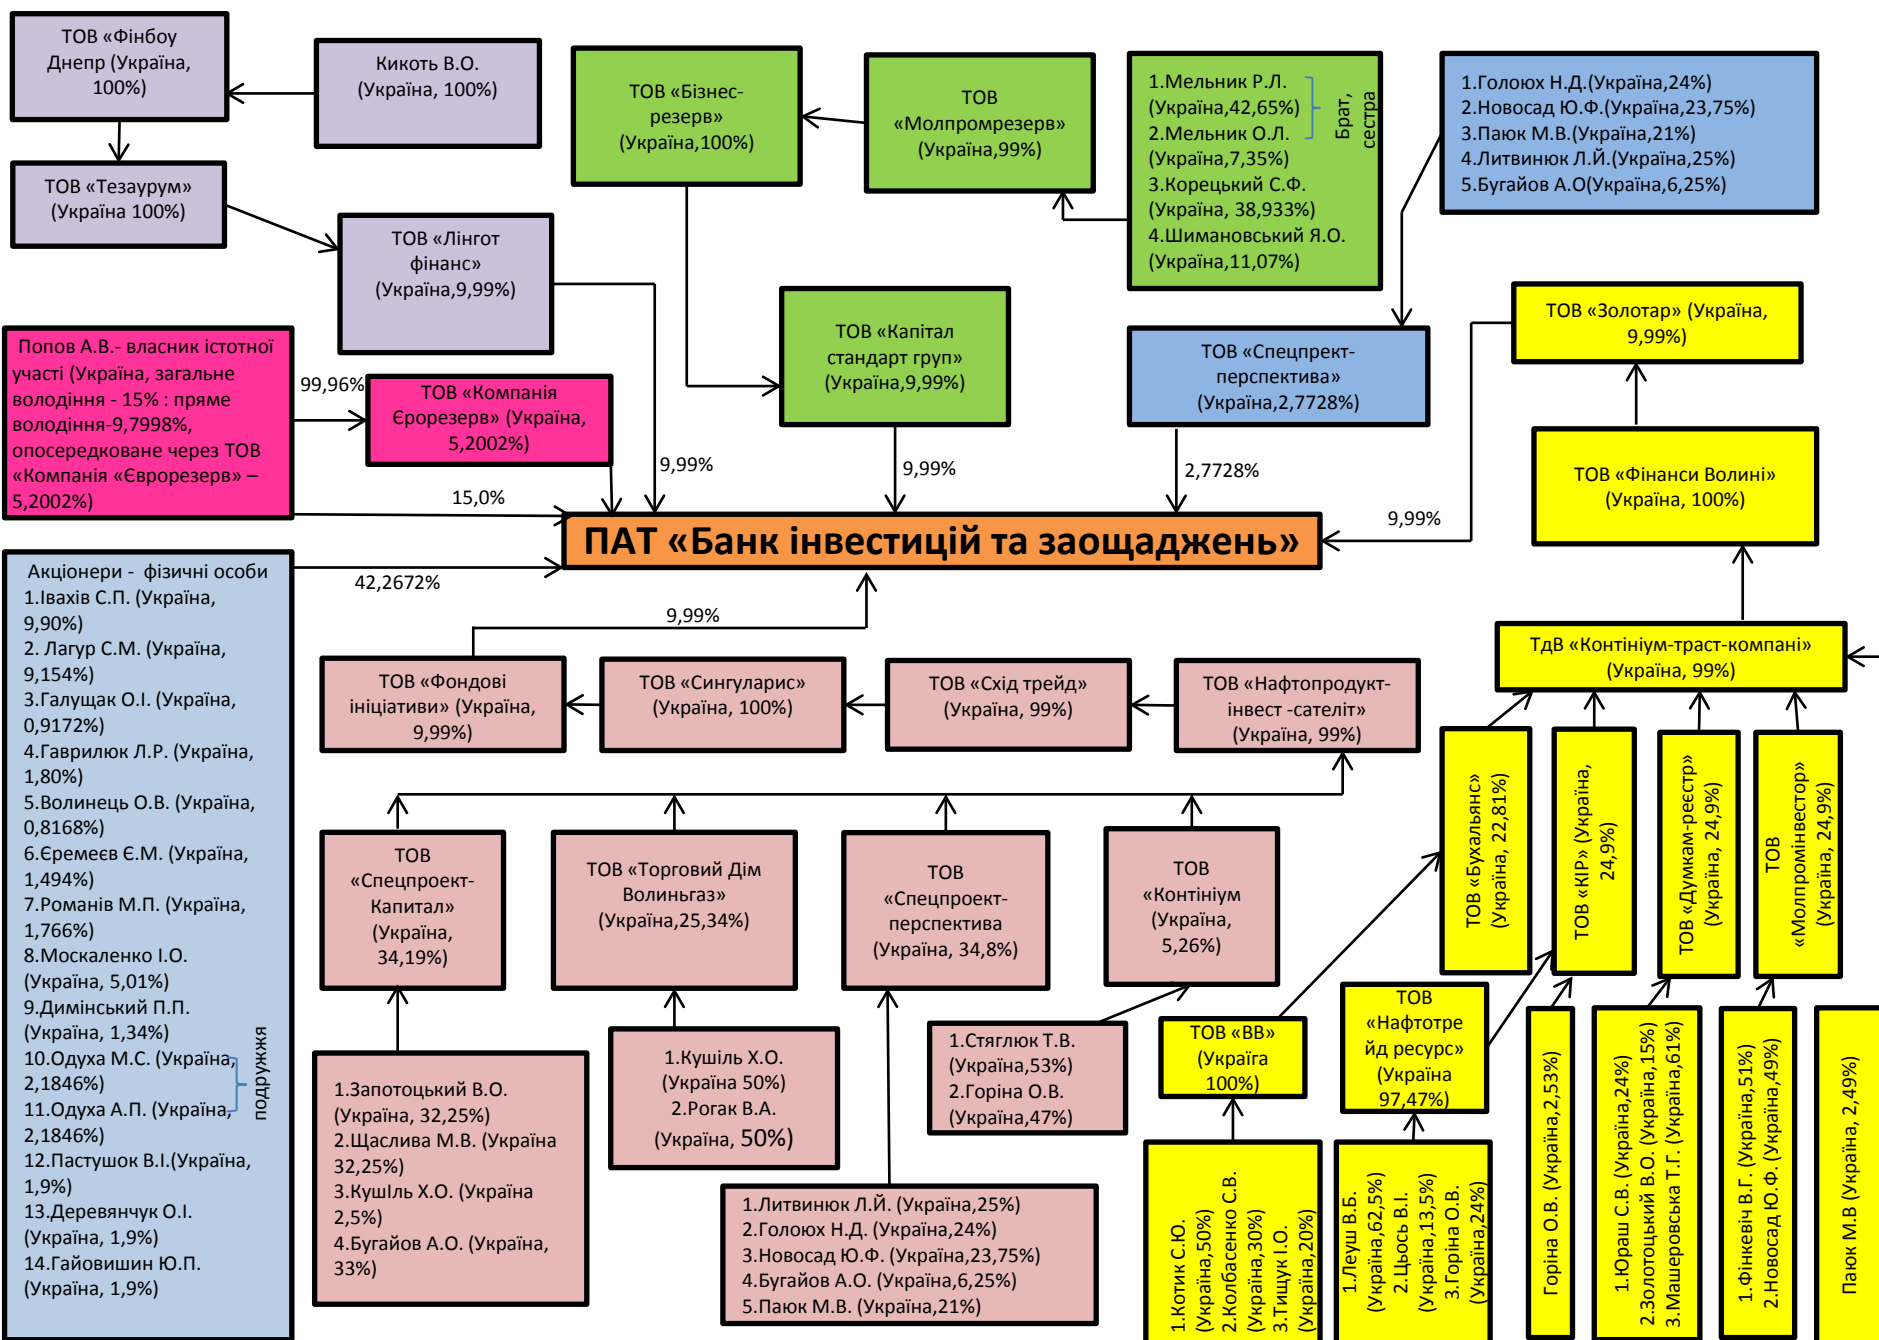 ТОВ «Фінбоу
Днепр (Україна,
100%)
Кикоть В.О.
(Україна, 100%)
ТОВ «Тезаурум»
(Україна 100%)
ТОВ «Лінгот
фінанс»
(Україна,9,99%)
ТОВ «Бізнес-
резерв»
(Україна,100%)
ТОВ
«Молпромрезерв»
(Україна,99%)
1.Мельник Р.Л.
(Україна,42,65%)
2.Мельник О.Л.
(Україна,7,35%)
3.Корецький С.Ф.
(Україна, 38,933%)
4.Шимановський Я.О.
(Україна,11,07%)
Брат,
сестра
1.Голоюх Н.Д.(Україна,24%)
2.Новосад Ю.Ф.(Україна,23,75%)
3.Паюк М.В.(Україна,21%)
4.Литвинюк Л.Й.(Україна,25%)
5.Бугайов А.О(Україна,6,25%)
ТОВ «Капітал
стандарт груп»
(Україна,9,99%)
ТОВ «Спецпрект-
перспектива»
(Україна,2,7728%)
ТОВ «Золотар» (Україна,
9,99%)
ТОВ «Фінанси Волині»
(Україна, 100%)
Попов А.В.- власник істотної
участі (Україна, загальне
володіння - 15% : пряме
володіння-9,7998%,
опосередковане через ТОВ
«Компанія «Єврорезерв» –
5,2002%)
99,96%
ТОВ «Компанія
Єрорезерв» (Україна,
5,2002%)
15,0%
9,99%
9,99%
2,7728%
9,99%
ПАТ «Банк інвестицій та заощаджень»
42,2672%
9,99%
Акціонери - фізичні особи
1.Івахів С.П. (Україна,
9,90%)
2. Лагур С.М. (Україна,
9,154%)
3.Галущак О.І. (Україна,
0,9172%)
4.Гаврилюк Л.Р. (Україна,
1,80%)
5.Волинець О.В. (Україна,
0,8168%)
6.Єремеєв Є.М. (Україна,
1,494%)
7.Романів М.П. (Україна,
1,766%)
8.Москаленко І.О.
(Україна, 5,01%)
9.Димінський П.П.
(Україна, 1,34%)
10.Одуха М.С. (Україна,
2,1846%)
11.Одуха А.П. (Україна,
2,1846%)
12.Пастушок В.І.(Україна,
1,9%)
13.Деревянчук О.І.
(Україна, 1,9%)
14.Гайовишин Ю.П.
(Україна, 1,9%)
подружжя
ТОВ «Фондові
ініціативи» (Україна,
9,99%)
ТОВ «Сингуларис»
(Україна, 100%)
ТОВ «Схід трейд»
(Україна, 99%)
ТОВ «Нафтопродукт-
інвест -сателіт»
(Україна, 99%)
ТдВ «Контініум-траст-компані»
(Україна, 99%)
ТОВ
«Спецпроект-
Капитал»
(Україна,
34,19%)
ТОВ «Торговий Дім
Волиньгаз»
(Україна,25,34%)
ТОВ
«Спецпроект-
перспектива
(Україна, 34,8%)
ТОВ
«Контініум
(Україна,
5,26%)
ТОВ «Бухальянс»
(Україна, 22,81%)
ТОВ «КІР» (Україна,
24,9%)
ТОВ «Думкам-реєстр»
(Україна, 24,9%)
ТОВ
«Молпромінвестор»
(Україна, 24,9%)
1.Запотоцький В.О.
(Україна, 32,25%)
2.Щаслива М.В. (Україна
32,25%)
3.КушІль Х.О. (Україна
2,5%)
4.Бугайов А.О. (Україна,
33%)
1.Кушіль Х.О.
(Україна 50%)
2.Рогак В.А.
(Україна, 50%)
1.Литвинюк Л.Й. (Україна,25%)
2.Голоюх Н.Д. (Україна,24%)
3.Новосад Ю.Ф. (Україна,23,75%)
4.Бугайов А.О. (Україна,6,25%)
5.Паюк М.В. (Україна,21%)
1.Стяглюк Т.В.
(Україна,53%)
2.Горіна О.В.
(Україна,47%)
ТОВ «ВВ»
(Україга
100%)
ТОВ
«Нафтотре
йд ресурс»
(Україна
97,47%)
1.Котик С.Ю.
(Україна,50%)
2.Колбасенко С.В.
(Україна,30%)
3.Тищук І.О.
(Україна,20%)
1.Леуш В.Б.
(Україна,62,5%)
2.Цьось В.І.
(Україна,13,5%)
3.Горіна О.В.
(Україна,24%)
Горіна О.В. (Україна,2,53%)
1.Юраш С.В. (Україна,24%)
2.Золотоцький В.О. (Україна,15%)
3.Машеровська Т.Г. (Україна,61%)
1.Фінкевіч В.Г. (Україна,51%)
2.Новосад Ю.Ф. (Україна,49%)
Паюк М.В (Україна, 2,49%)